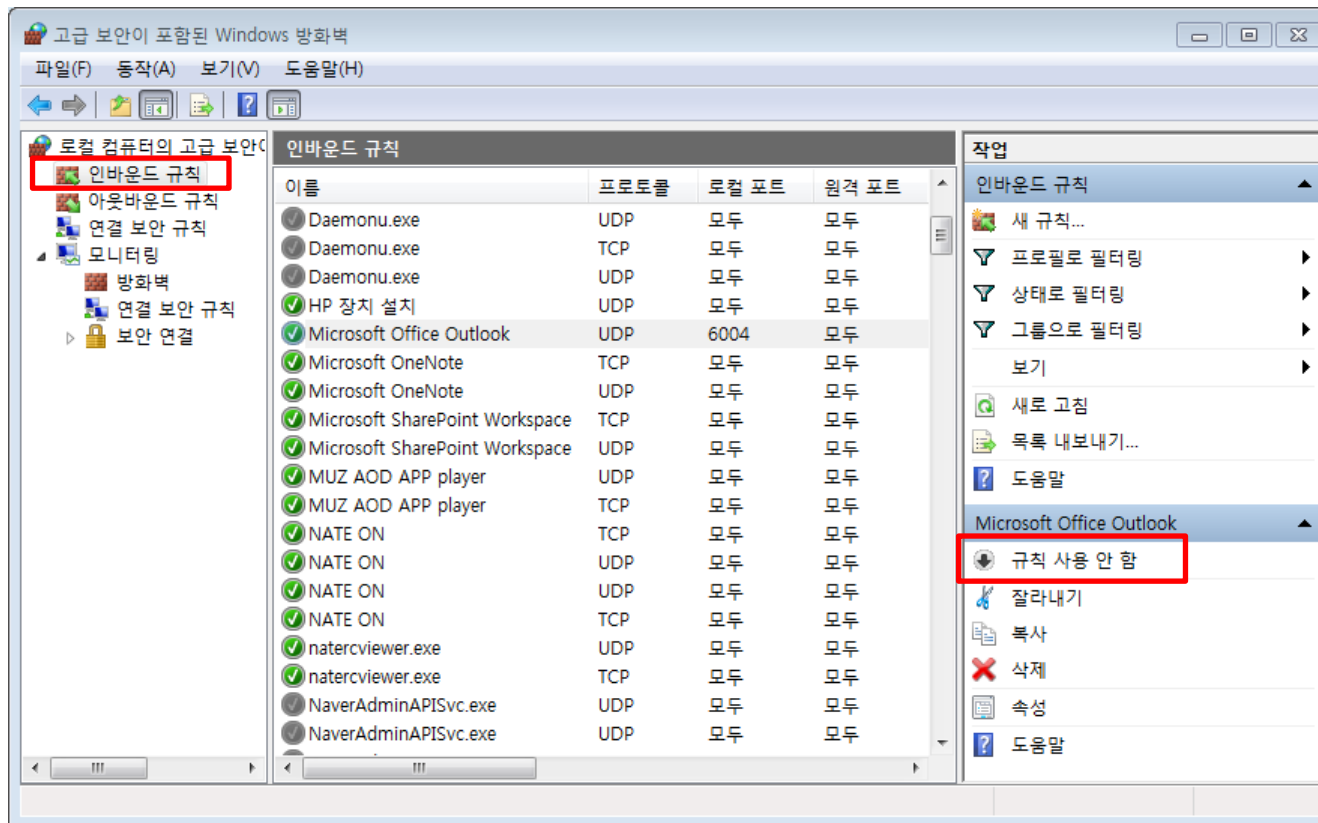 고급 보안이 포함된 Windows 방화벽
파일(F) 동작(A) 보기(V) 도움말(H)
로컬 컴퓨터의 고급 보안이
인바운드 규칙
아웃바운드 규칙
연결 보안 규칙
모니터링
방화벽
연결 보안 규칙
보안 연결
인바운드 규칙
이름 프로토콜 로컬 포트 원격 포트
Daemonu.exe UDP 모두 모두
Daemonu.exe TCP 모두 모두
Daemonu.exe UDP 모두 모두
HP 장치 설치 UDP 모두 모두
Microsoft Office Outlook UDP 6004 모두
Microsoft OneNote TCP 모두 모두
Microsoft OneNote UDP 모두 모두
Microsoft SharePoint Workspace TCP 모두 모두
Microsoft SharePoint Workspace UDP 모두 모두
MUZ AOD APP player UDP 모두 모두
MUZ AOD APP player TCP 모두 모두
NATE ON TCP 모두 모두
NATE ON UDP 모두 모두
NATE ON UDP 모두 모두
NATE ON TCP 모두 모두
natercviewer.exe UDP 모두 모두
natercviewer.exe TCP 모두 모두
NaverAdminAPISvc.exe UDP 모두 모두
NaverAdminAPISvc.exe UDP 모두 모두
작업
인바운드 규칙
새 규칙...
프로필로 필터링
상태로 필터링
그룹으로 필터링
보기
새로 고침
목록 내보내기...
도움말
Microsoft Office Outlook
규칙 사용 안 함
잘라내기
복사
삭제
속성
도움말